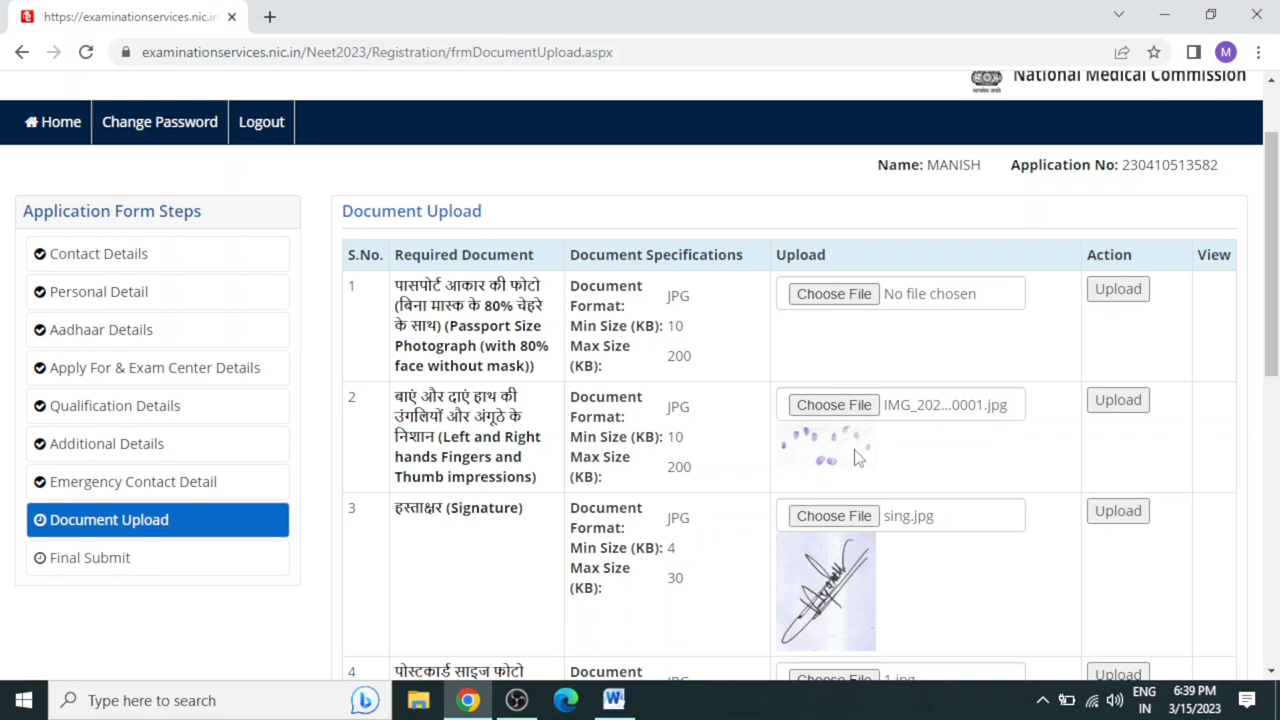 https://examinationservices.nic.in
examinationservices.nic.in/Neet2023/Registration/frmDocumentUpload.aspx
M
National Medical Commission
Home
Change Password
Logout
Name: MANISH
Application No: 230410513582
Application Form Steps
Contact Details
Personal Detail
Aadhaar Details
Apply For & Exam Center Details
Qualification Details
Additional Details
Emergency Contact Detail
Document Upload
Final Submit
Document Upload
S.No. Required Document Document Specifications Upload Action View
1
पासपोर्ट आकार की फोटो
(बिना मास्क के 80% चेहरे
के साथ) (Passport Size
Photograph (with 80%
face without mask))
Document
Format: JPG
Min Size (KB): 10
Max Size
(KB): 200
Choose File No file chosen
Upload
2
बाएं और दाएं हाथ की
उंगलियों और अंगूठे के
निशान (Left and Right
hands Fingers and
Thumb impressions)
Document
Format: JPG
Min Size (KB): 10
Max Size
(KB): 200
Choose File IMG_202...0001.jpg
Upload
3
हस्ताक्षर (Signature)
Document
Format: JPG
Min Size (KB): 4
Max Size
(KB): 30
Choose File sing.jpg
Upload
4
पोस्टकार्ड साइज फोटो
Document
JPG
Choose File 1.jpg
Upload
Type here to search
ENG
IN
6:39 PM
3/15/2023